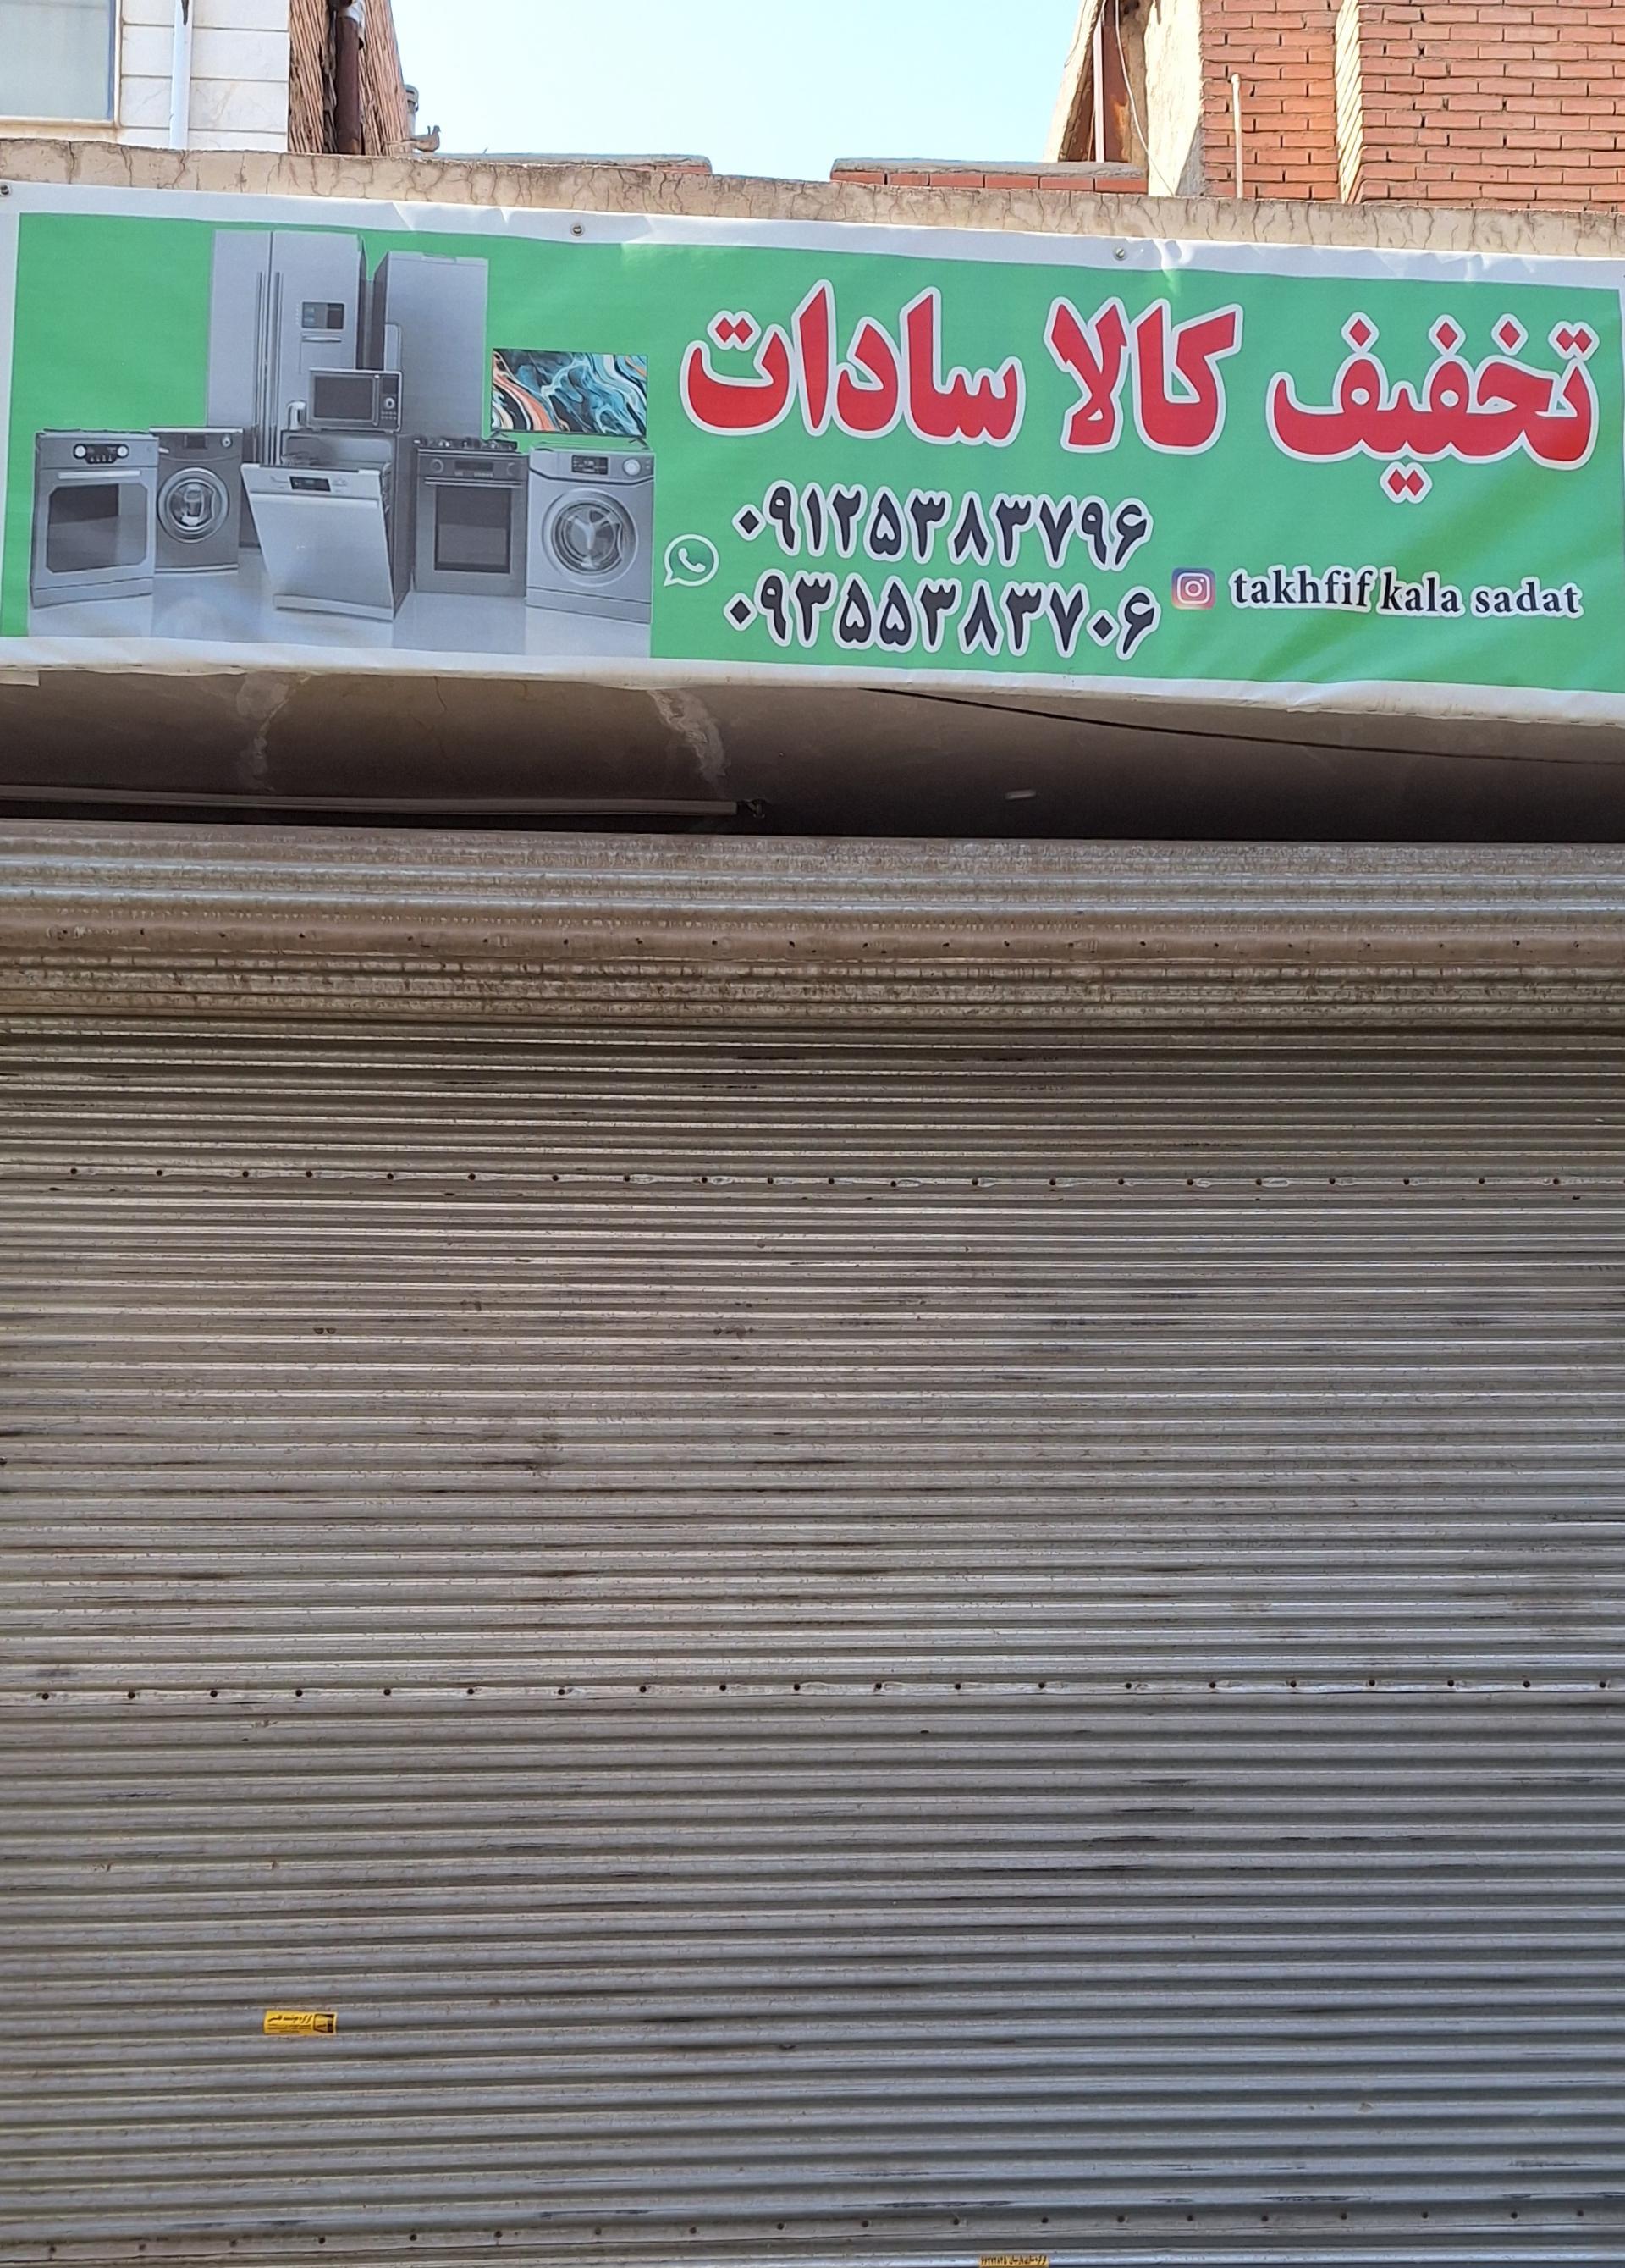 تخفیف کالا سادات
۰۹۱۲۵۳۸۳۷۹۶
۰۹۳۵۵۳۸۳۷۰۶
takhfif kala sadat